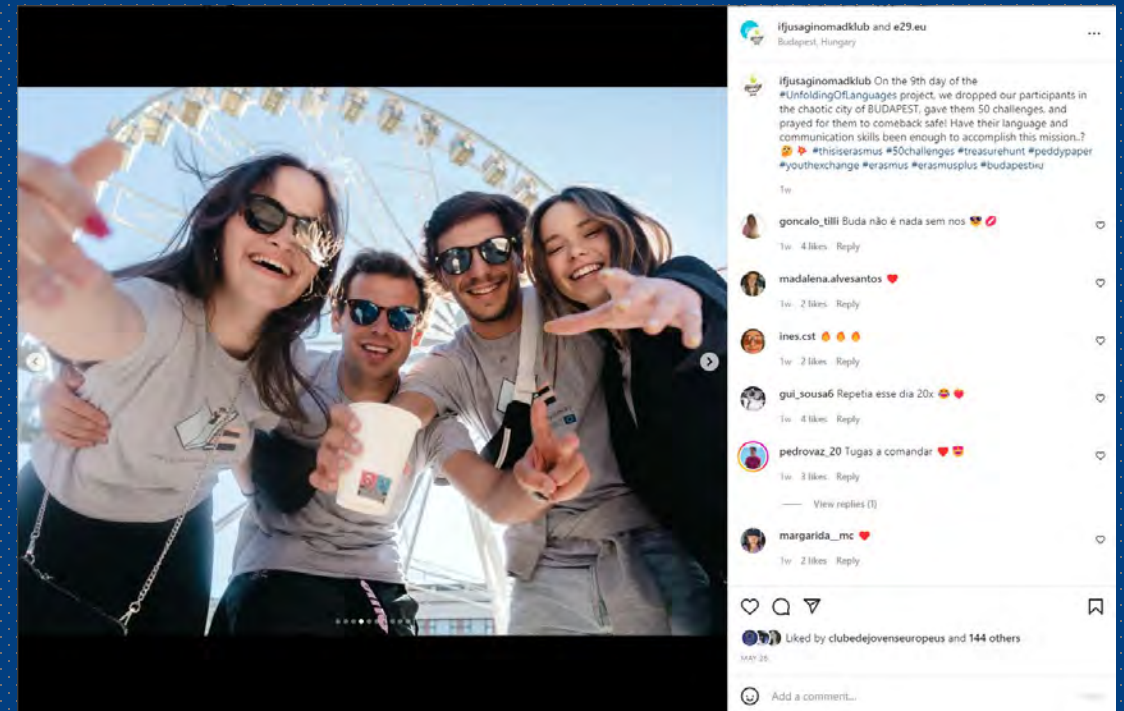 ifjusaginomadklub and e29.eu
Budapest, Hungary
ifjusaginomadklub On the 9th day of the
#UnfoldingOfLanguages project, we dropped our participants in
the chaotic city of BUDAPEST, gave them 50 challenges, and
prayed for them to comeback safe! Have their language and
communication skills been enough to accomplish this mission..?
🤔 💥 #thisiserasmus #50challenges #treasurehunt #peddypaper
#youthexchange #erasmus #erasmusplus #budapestHU
1w
goncalo_tilli Buda não é nada sem nos 😎 💋
1w 4 likes Reply
madalena.alvesantos ❤️
1w 2 likes Reply
ines.cst 🔥 🔥 🔥
1w 2 likes Reply
gui_sousa6 Repetia esse dia 20x 😂 ❤️
1w 4 likes Reply
pedrovaz_20 Tugas a comandar ❤️ 😍
1w 3 likes Reply
View replies (1)
margarida__mc ❤️
1w 2 likes Reply
Liked by clubedejovenseuropeus and 144 others
MAY 26
Add a comment...